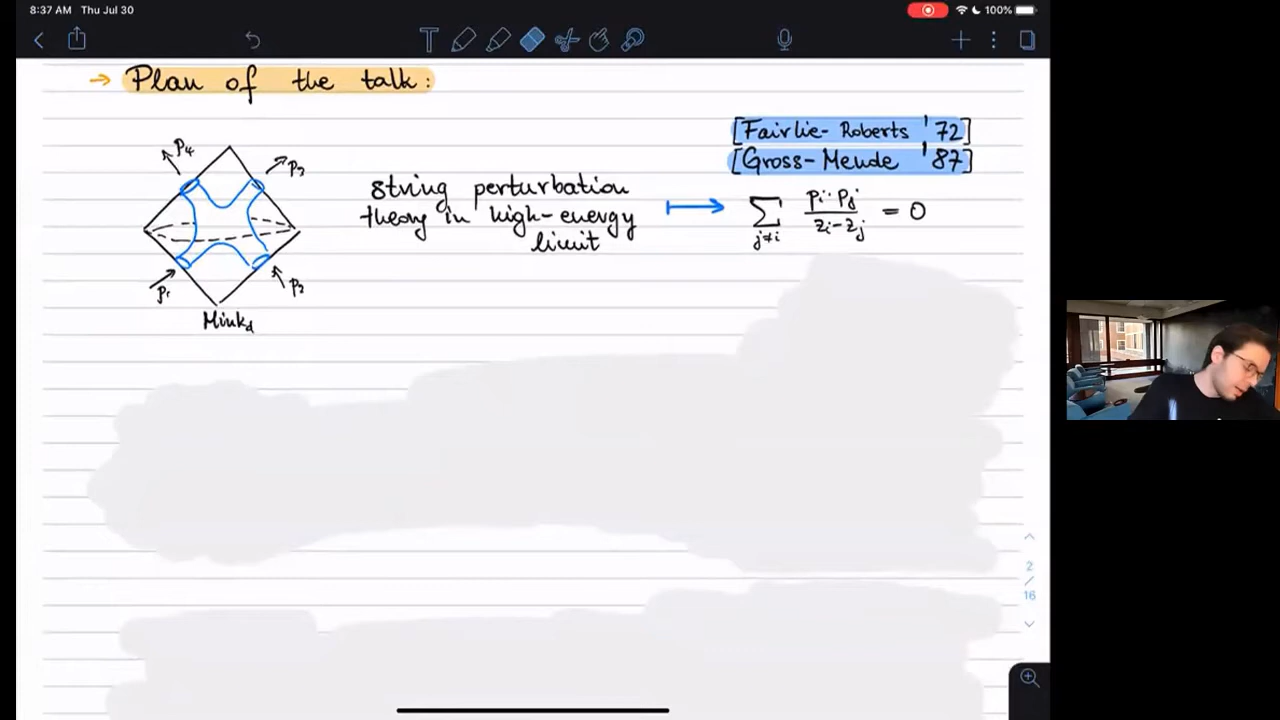 8:37 AM Thu Jul 30
100%
→ Plan of the talk:
[Fairlie-Roberts '72]
[Gross-Mende '87]
string perturbation
theory in high-energy
limit
∑ j≠i pi·pj / zi-zj = 0
p4
p3
p1
p2
Mink d
2
/
16